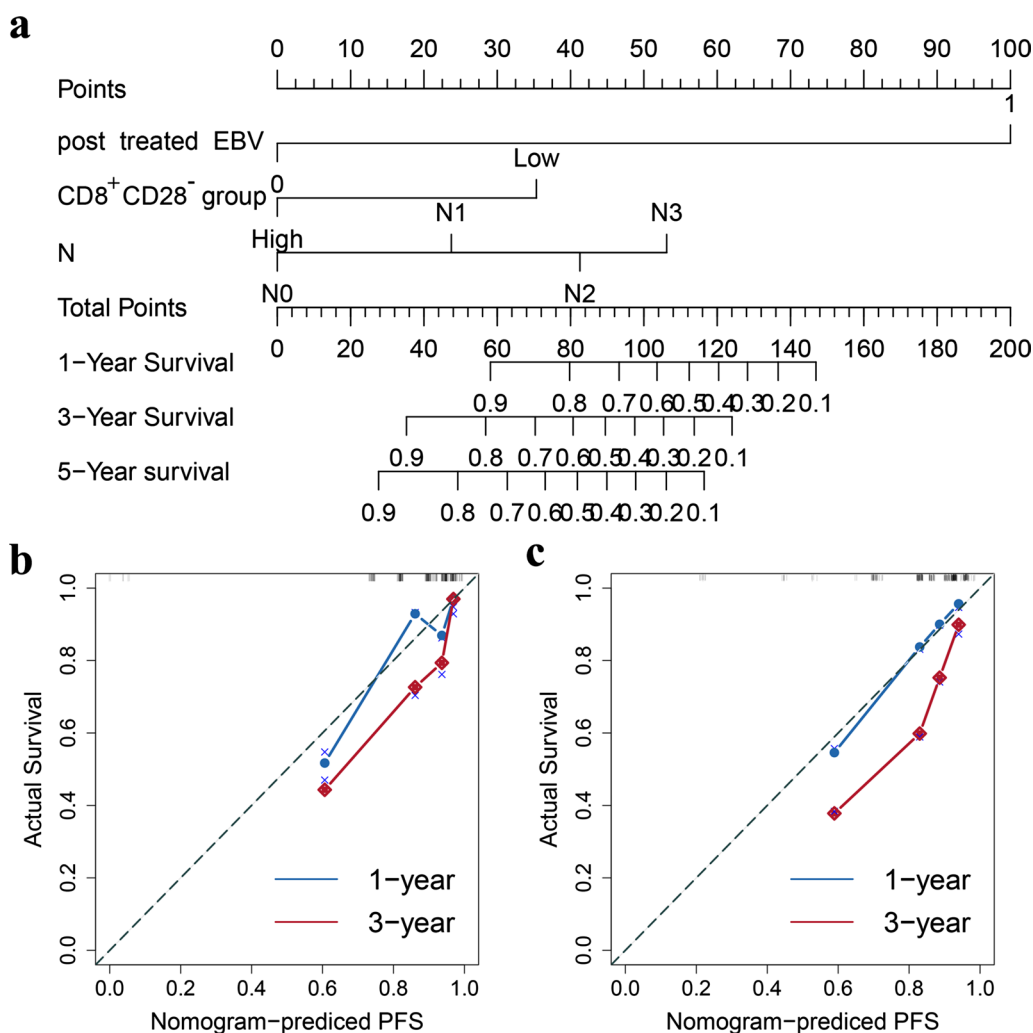 a
0 10 20 30 40 50 60 70 80 90 100
Points
1
post treated EBV
Low
0
CD8+CD28- group
N1 N3
High
N
N0 N2
Total Points
0 20 40 60 80 100 120 140 160 180 200
1-Year Survival
0.9 0.8 0.7 0.6 0.5 0.4 0.3 0.2 0.1
3-Year Survival
0.9 0.8 0.7 0.6 0.5 0.4 0.3 0.2 0.1
5-Year survival
0.9 0.8 0.7 0.6 0.5 0.4 0.3 0.2 0.1
b
Actual Survival
1.0
0.8
0.6
0.4
0.2
0.0
1-year
3-year
0.0 0.2 0.4 0.6 0.8 1.0
Nomogram-prediced PFS
c
Actual Survival
1.0
0.8
0.6
0.4
0.2
0.0
1-year
3-year
0.0 0.2 0.4 0.6 0.8 1.0
Nomogram-prediced PFS